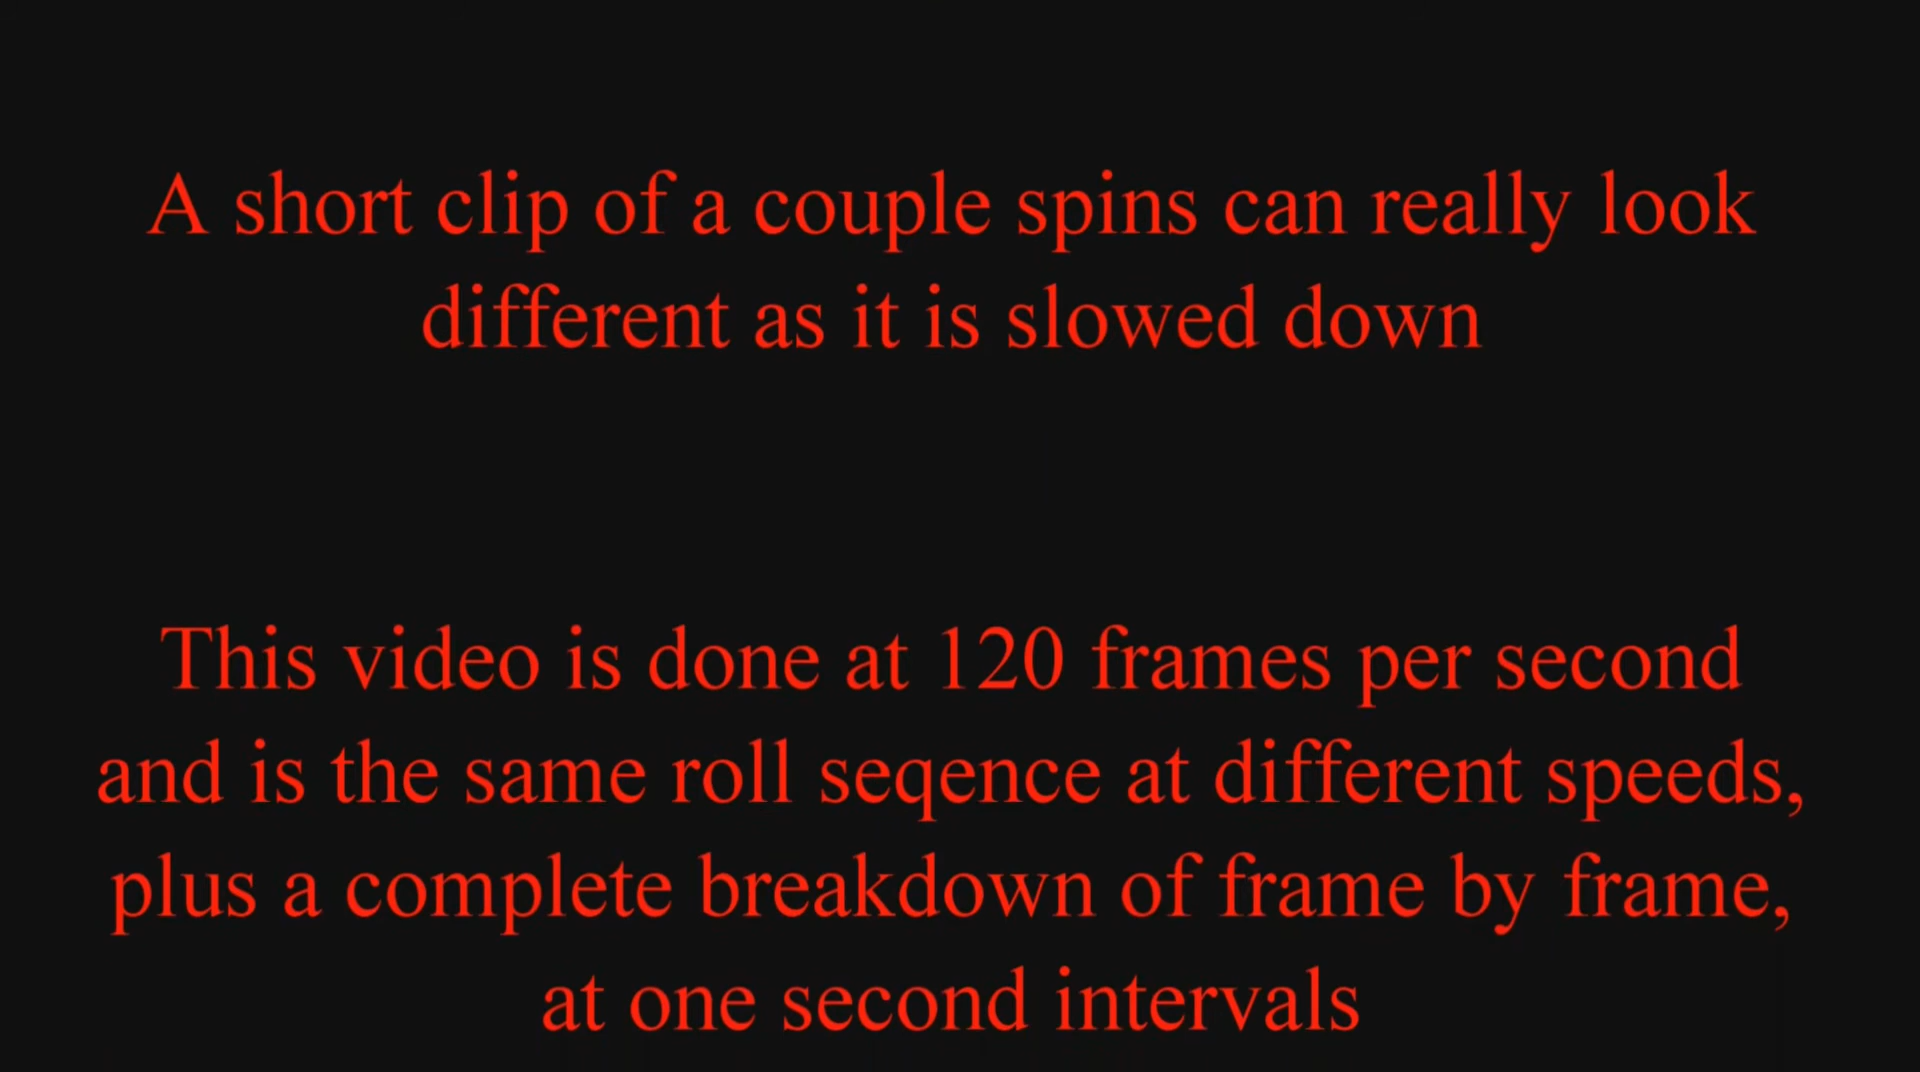 A short clip of a couple spins can really look
different as it is slowed down
This video is done at 120 frames per second
and is the same roll seqence at different speeds,
plus a complete breakdown of frame by frame,
at one second intervals